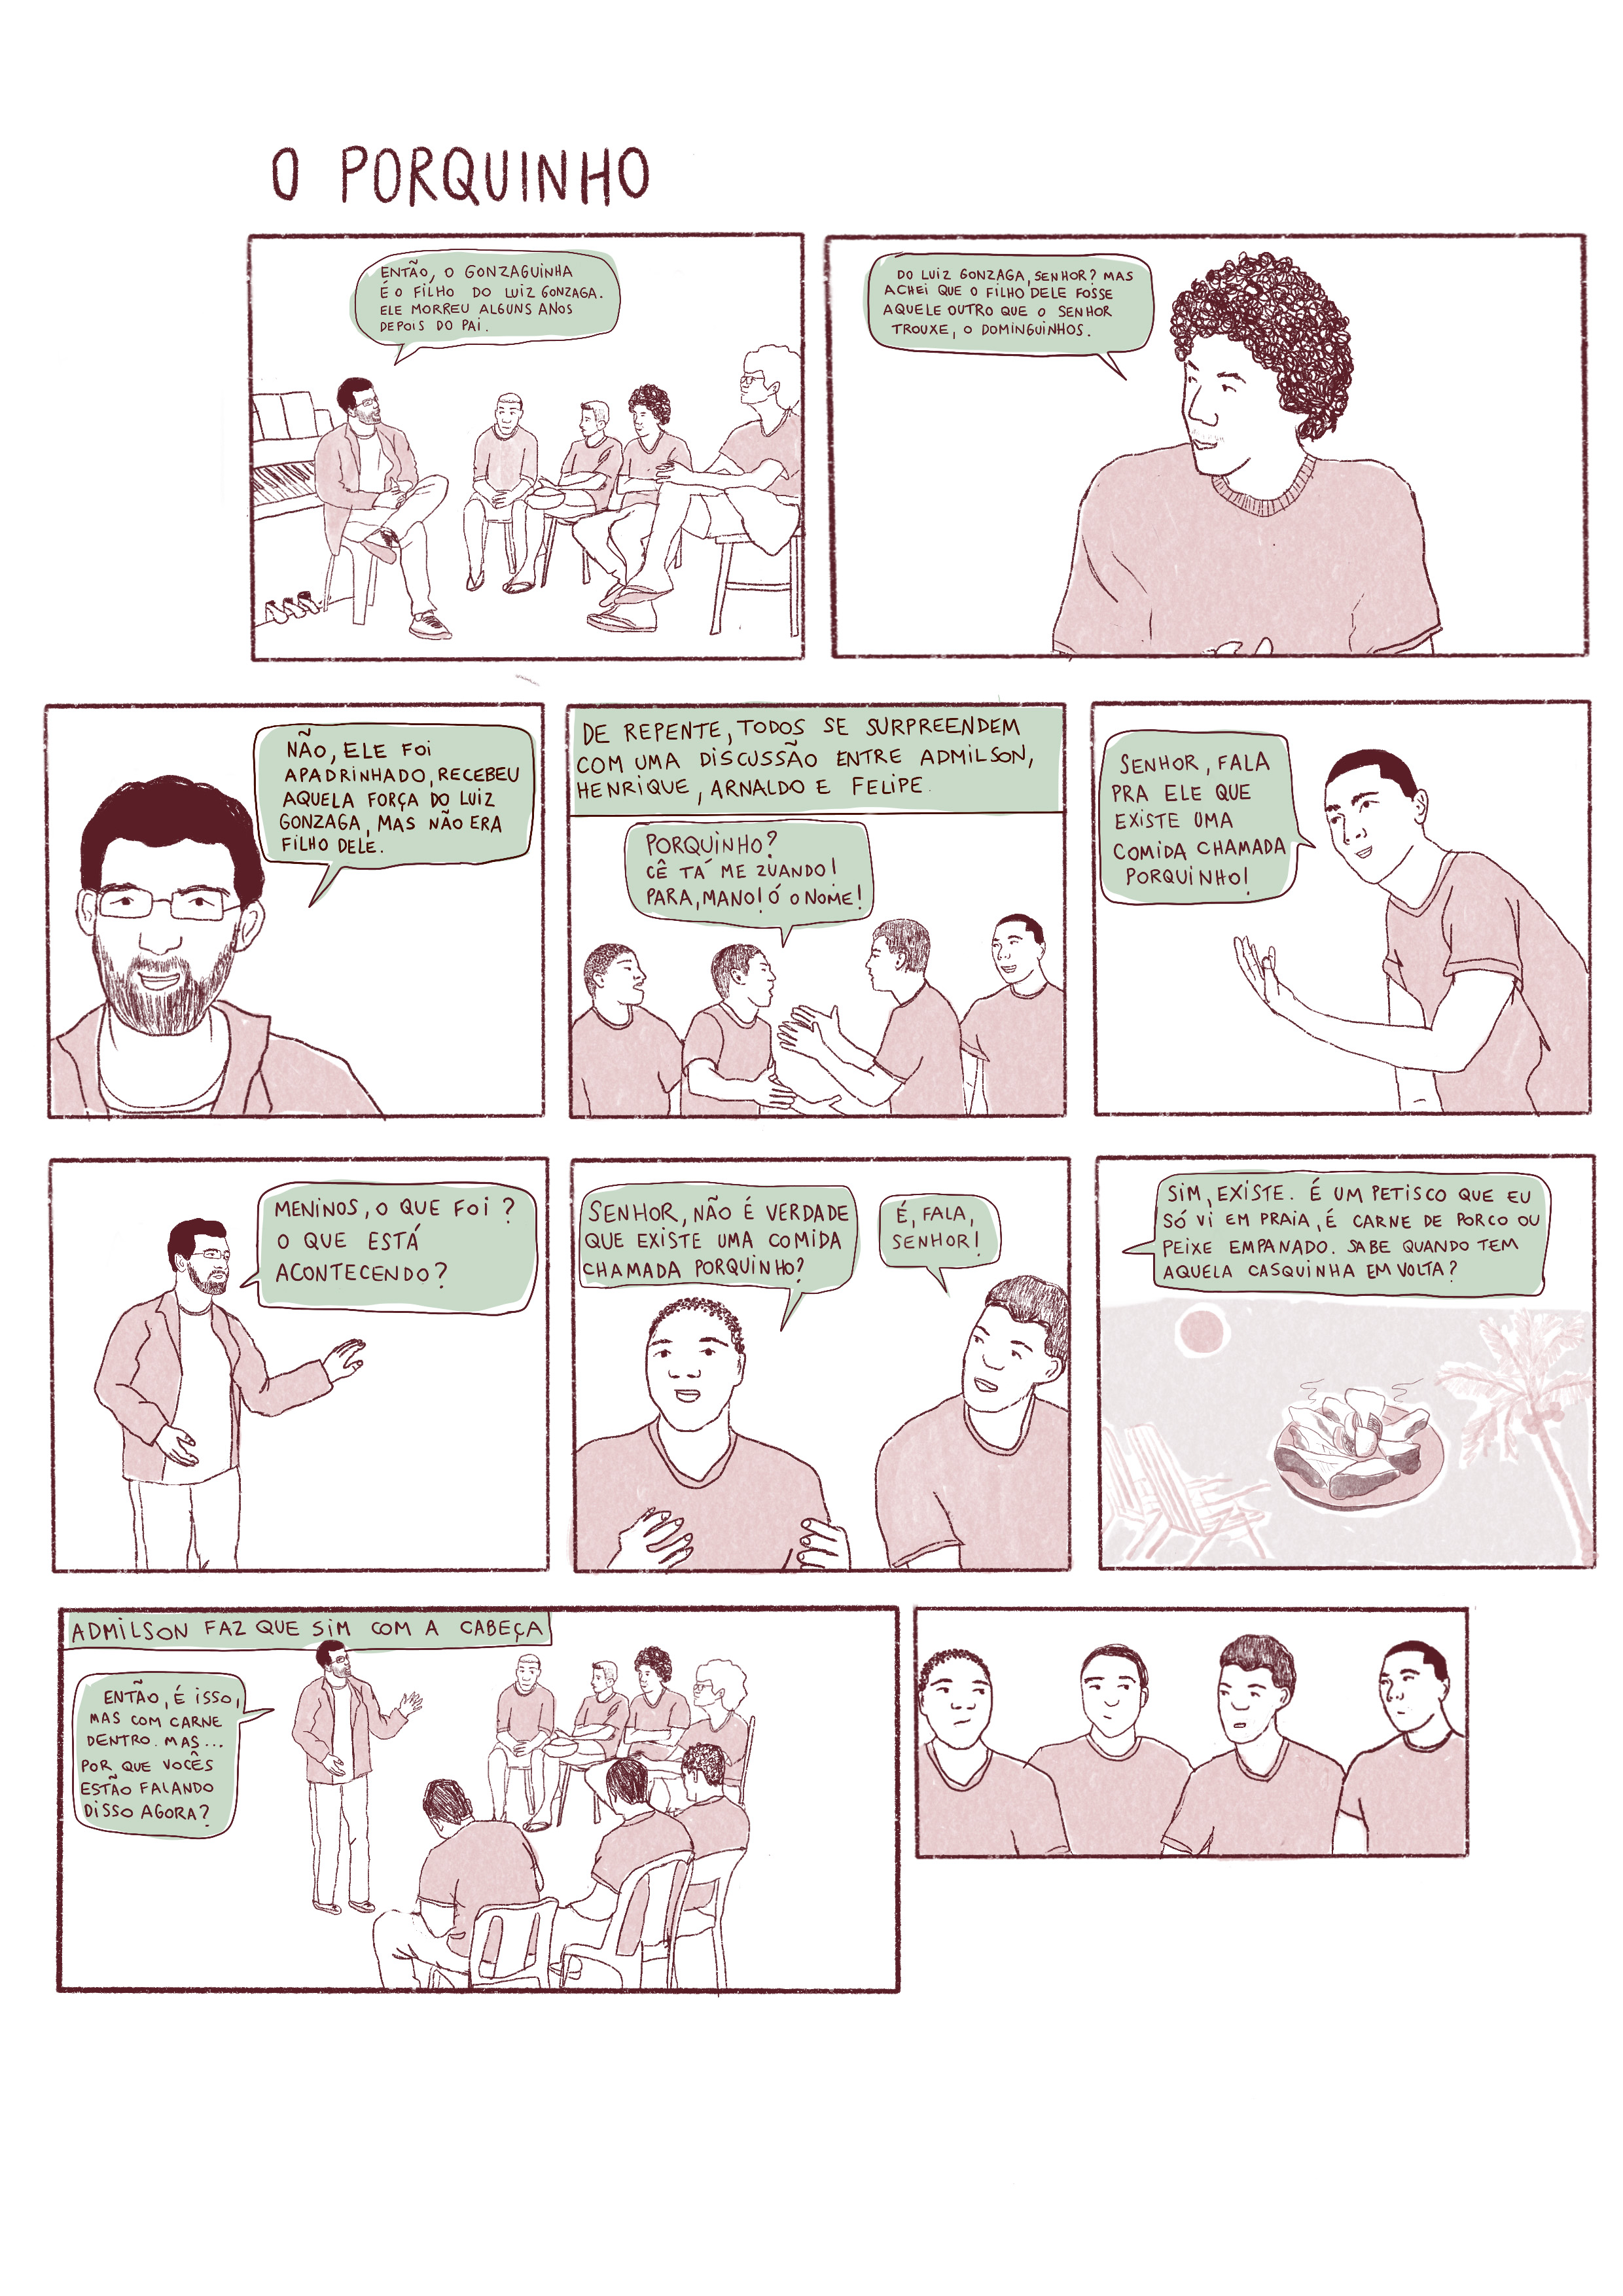 O PORQUINHO
ENTÃO, O GONZAGUINHA
É O FILHO DO LUIZ GONZAGA.
ELE MORREU ALGUNS ANOS
DEPOIS DO PAI.
DO LUIZ GONZAGA, SENHOR? MAS
ACHEI QUE O FILHO DELE FOSSE
AQUELE OUTRO QUE O SENHOR
TROUXE, O DOMINGUINHOS.
NÃO, ELE FOI
APADRINHADO, RECEBEU
AQUELA FORÇA DO LUIZ
GONZAGA, MAS NÃO ERA
FILHO DELE.
DE REPENTE, TODOS SE SURPREENDEM
COM UMA DISCUSSÃO ENTRE ADMILSON,
HENRIQUE, ARNALDO E FELIPE.
PORQUINHO?
CÊ TÁ ME ZUANDO!
PARA, MANO! Ó O NOME!
SENHOR, FALA
PRA ELE QUE
EXISTE UMA
COMIDA CHAMADA
PORQUINHO!
MENINOS, O QUE FOI?
O QUE ESTÁ
ACONTECENDO?
SENHOR, NÃO É VERDADE
QUE EXISTE UMA COMIDA
CHAMADA PORQUINHO?
É, FALA,
SENHOR!
SIM, EXISTE. É UM PETISCO QUE EU
SÓ VI EM PRAIA, É CARNE DE PORCO OU
PEIXE EMPANADO. SABE QUANDO TEM
AQUELA CASQUINHA EM VOLTA?
ADMILSON FAZ QUE SIM COM A CABEÇA
ENTÃO, É ISSO,
MAS COM CARNE
DENTRO. MAS...
POR QUE VOCÊS
ESTÃO FALANDO
DISSO AGORA?